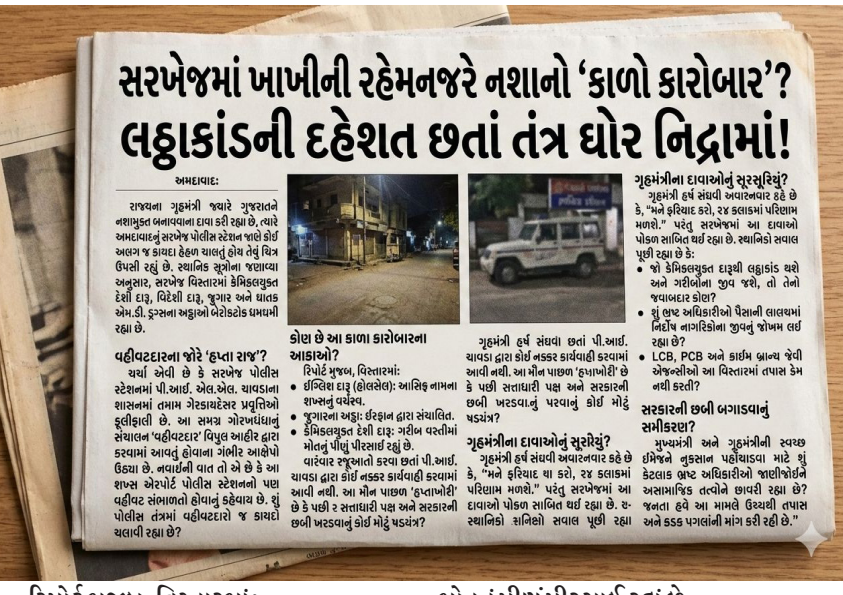 સરખેજમાં ખાખીની રહેમનજરે નશાનો ‘કાળો કારોબાર’?
લઠ્ઠાકાંડની દહેશત છતાં તંત્ર ઘોર નિદ્રામાં!
અમદાવાદ:
રાજ્યના ગૃહમંત્રી જ્યારે ગુજરાતને
નશામુક્ત બનાવવાના દાવા કરી રહ્યા છે, ત્યારે
અમદાવાદનું સરખેજ પોલીસ સ્ટેશન જાણે કોઈ
અલગ જ કાયદા હેઠળ ચાલતું હોય તેવું ચિત્ર
ઉપસી રહ્યું છે. સ્થાનિક સૂત્રોના જણાવ્યા
અનુસાર, સરખેજ વિસ્તારમાં કેમિકલયુક્ત
દેશી દારૂ, વિદેશી દારૂ, જુગાર અને ઘાતક
એમ.ડી. ડ્રગ્સના અડ્ડાઓ બેરોકટોક ધમધમી
રહ્યા છે.
વહીવટદારના જોરે ‘હપ્તા રાજ’?
ચર્ચા એવી છે કે સરખેજ પોલીસ
સ્ટેશનમાં પી.આઈ. એલ.એલ. ચાવડાના
શાસનમાં તમામ ગેરકાયદેસર પ્રવૃત્તિઓ
ફૂલીફાલી છે. આ સમગ્ર ગોરખધંધાનું
સંચાલન ‘વહીવટદાર’ વિપુલ આહીર દ્વારા
કરવામાં આવતું હોવાના ગંભીર આક્ષેપો
ઉઠ્યા છે. નવાઈની વાત તો એ છે કે આ
શખ્સ એરપોર્ટ પોલીસ સ્ટેશનનો પણ
વહીવટ સંભાળતો હોવાનું કહેવાય છે. શું
પોલીસ તંત્રમાં વહીવટદારો જ કાયદો
ચલાવી રહ્યા છે?
કોણ છે આ કાળા કારોબારના
આકાઓ?
રિપોર્ટ મુજબ, વિસ્તારમાં:
• ઈંગ્લિશ દારૂ (હોલસેલ): આસિફ નામના
શખ્સનું વર્ચસ્વ.
• જુગારના અડ્ડા: ઈરફાન દ્વારા સંચાલિત.
• કેમિકલયુક્ત દેશી દારૂ: ગરીબ વસ્તીમાં
મોતનું પીણું પીરસાઈ રહ્યું છે.
વારંવાર રજૂઆતો કરવા છતાં પી.આઈ.
ચાવડા દ્વારા કોઈ નક્કર કાર્યવાહી કરવામાં
આવી નથી. આ મૌન પાછળ ‘હપ્તાખોરી’
છે કે પછી ૨ સત્તાધારી પક્ષ અને સરકારની
છબી ખરડવાનું કોઈ મોટું ષડયંત્ર?
ગૃહમંત્રી હર્ષ સંઘવી છતાં પી.આઈ.
ચાવડા દ્વારા કોઈ નક્કર કાર્યવાહી કરવામાં
આવી નથી. આ મૌન પાછળ
છે કે પછી સત્તાધારી પક્ષ અને સરકારની
છબી કોઈ મોટું
ષડયંત્ર?
ગૃહમંત્રીના દાવાઓનું
ગૃહમંત્રી હર્ષ સંઘવી અવારનવાર કહે છે
કે, “મને ફરિયાદ થા કરો, ૨૪ કલાકમાં
પરિણામ મળશે.” પરંતુ સરખેજમાં આ
દાવાઓ પોકળ સાબિત થઈ રહ્યા છે.
સ્થાનિકો સવાલ પૂછી રહ્યા
ગૃહમંત્રીના દાવાઓનું સૂરસૂરિયું?
ગૃહમંત્રી હર્ષ સંઘવી અવારનવાર કહે છે
કે, “મને ફરિયાદ કરો, ૨૪ કલાકમાં પરિણામ
મળશે.” પરંતુ સરખેજમાં આ દાવાઓ
પોકળ સાબિત થઈ રહ્યા છે. સ્થાનિકો સવાલ
પૂછી રહ્યા છે કે:
• જો કેમિકલયુક્ત દારૂથી લઠ્ઠાકાંડ થશે
અને ગરીબોના જીવ જશે, તો તેનો
જવાબદાર કોણ?
• શું ભ્રષ્ટ અધિકારીઓ પૈસાની લાલચમાં
નિર્દોષ નાગરિકોના જીવનું જોખમ લઈ
રહ્યા છે?
• LCB, PCB અને ક્રાઈમ બ્રાન્ચ જેવી
એજન્સીઓ આ વિસ્તારમાં તપાસ કેમ
નથી કરતી?
સરકારની છબી બગાડવાનું
સમીકરણ?
મુખ્યમંત્રી અને ગૃહમંત્રીની સ્વચ્છ
ઈમેજને નુકસાન પહોંચાડવા માટે શું
કેટલાક ભ્રષ્ટ અધિકારીઓ જાણીજોઈને
અસામાજિક તત્વોને છાવરી રહ્યા છે?
જનતા હવે આ મામલે ઉચ્ચથી તપાસ
અને કડક પગલાંની માંગ કરી રહી છે.”